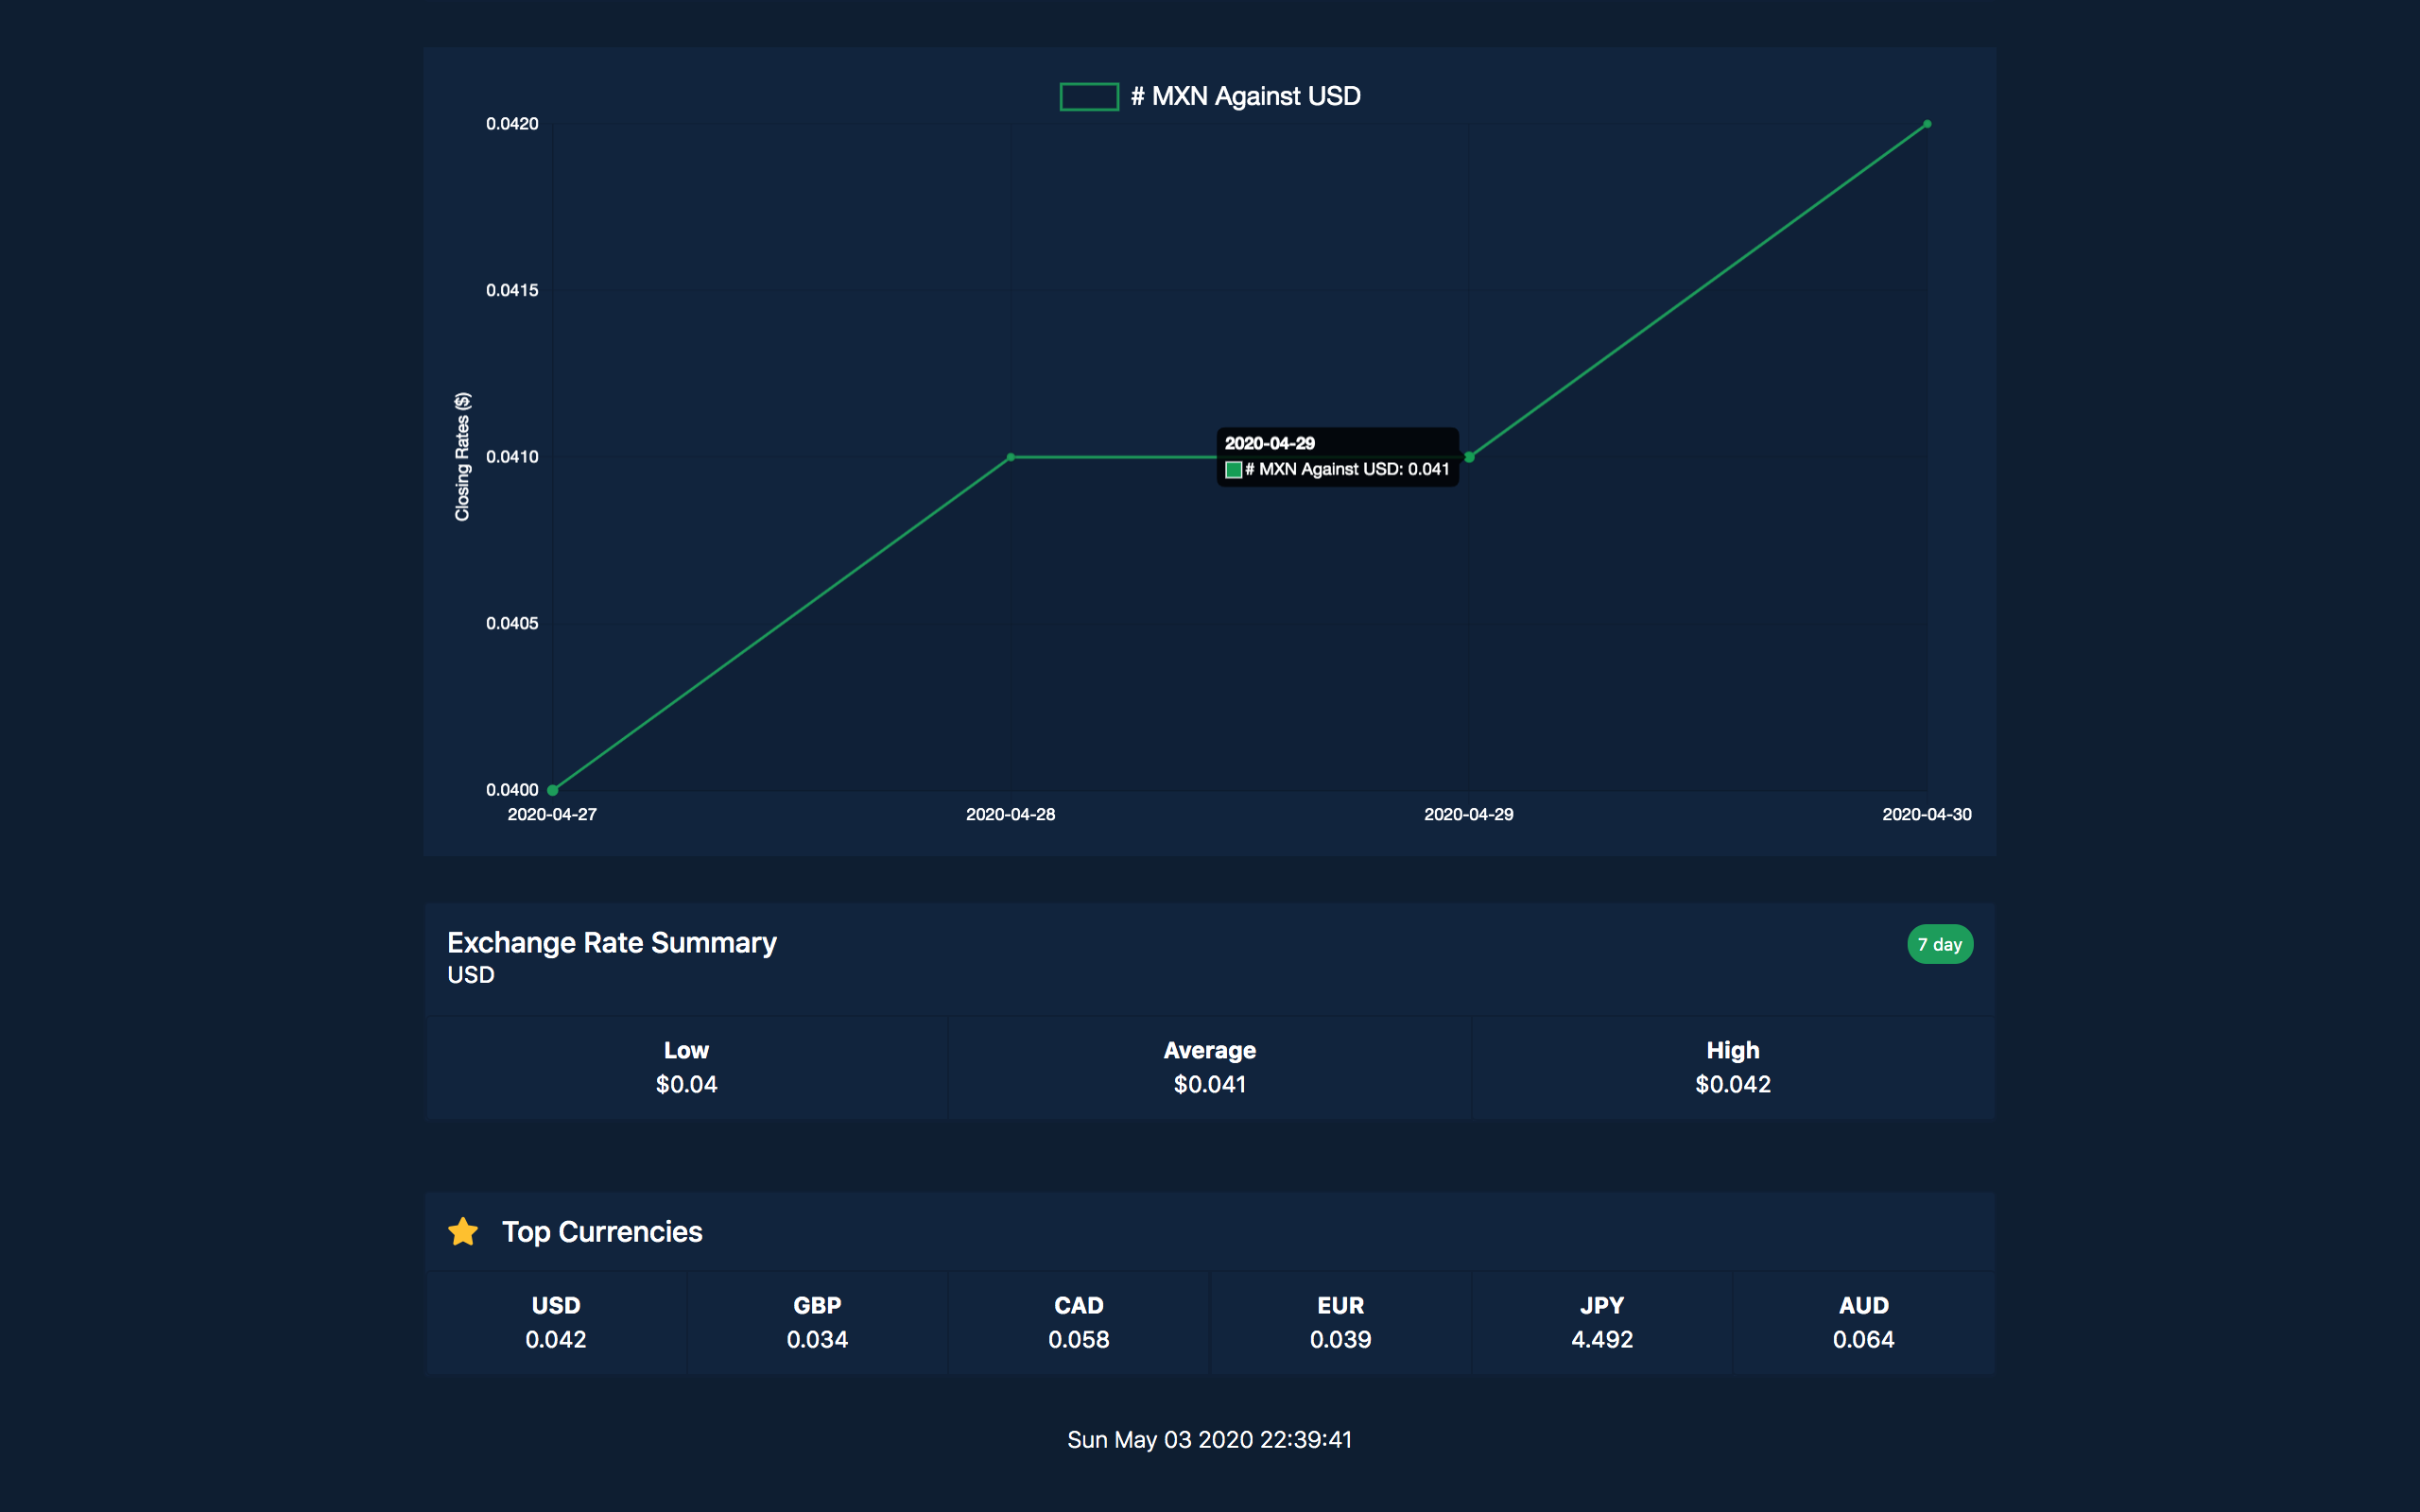 # MXN Against USD
0.0420
0.0415
0.0410
0.0405
0.0400
Closing Rates ($)
2020-04-29
# MXN Against USD: 0.041
2020-04-27 2020-04-28 2020-04-29 2020-04-30
Exchange Rate Summary
7 day
USD
Low Average High
$0.04 $0.041 $0.042
Top Currencies
USD GBP CAD EUR JPY AUD
0.042 0.034 0.058 0.039 4.492 0.064
Sun May 03 2020 22:39:41